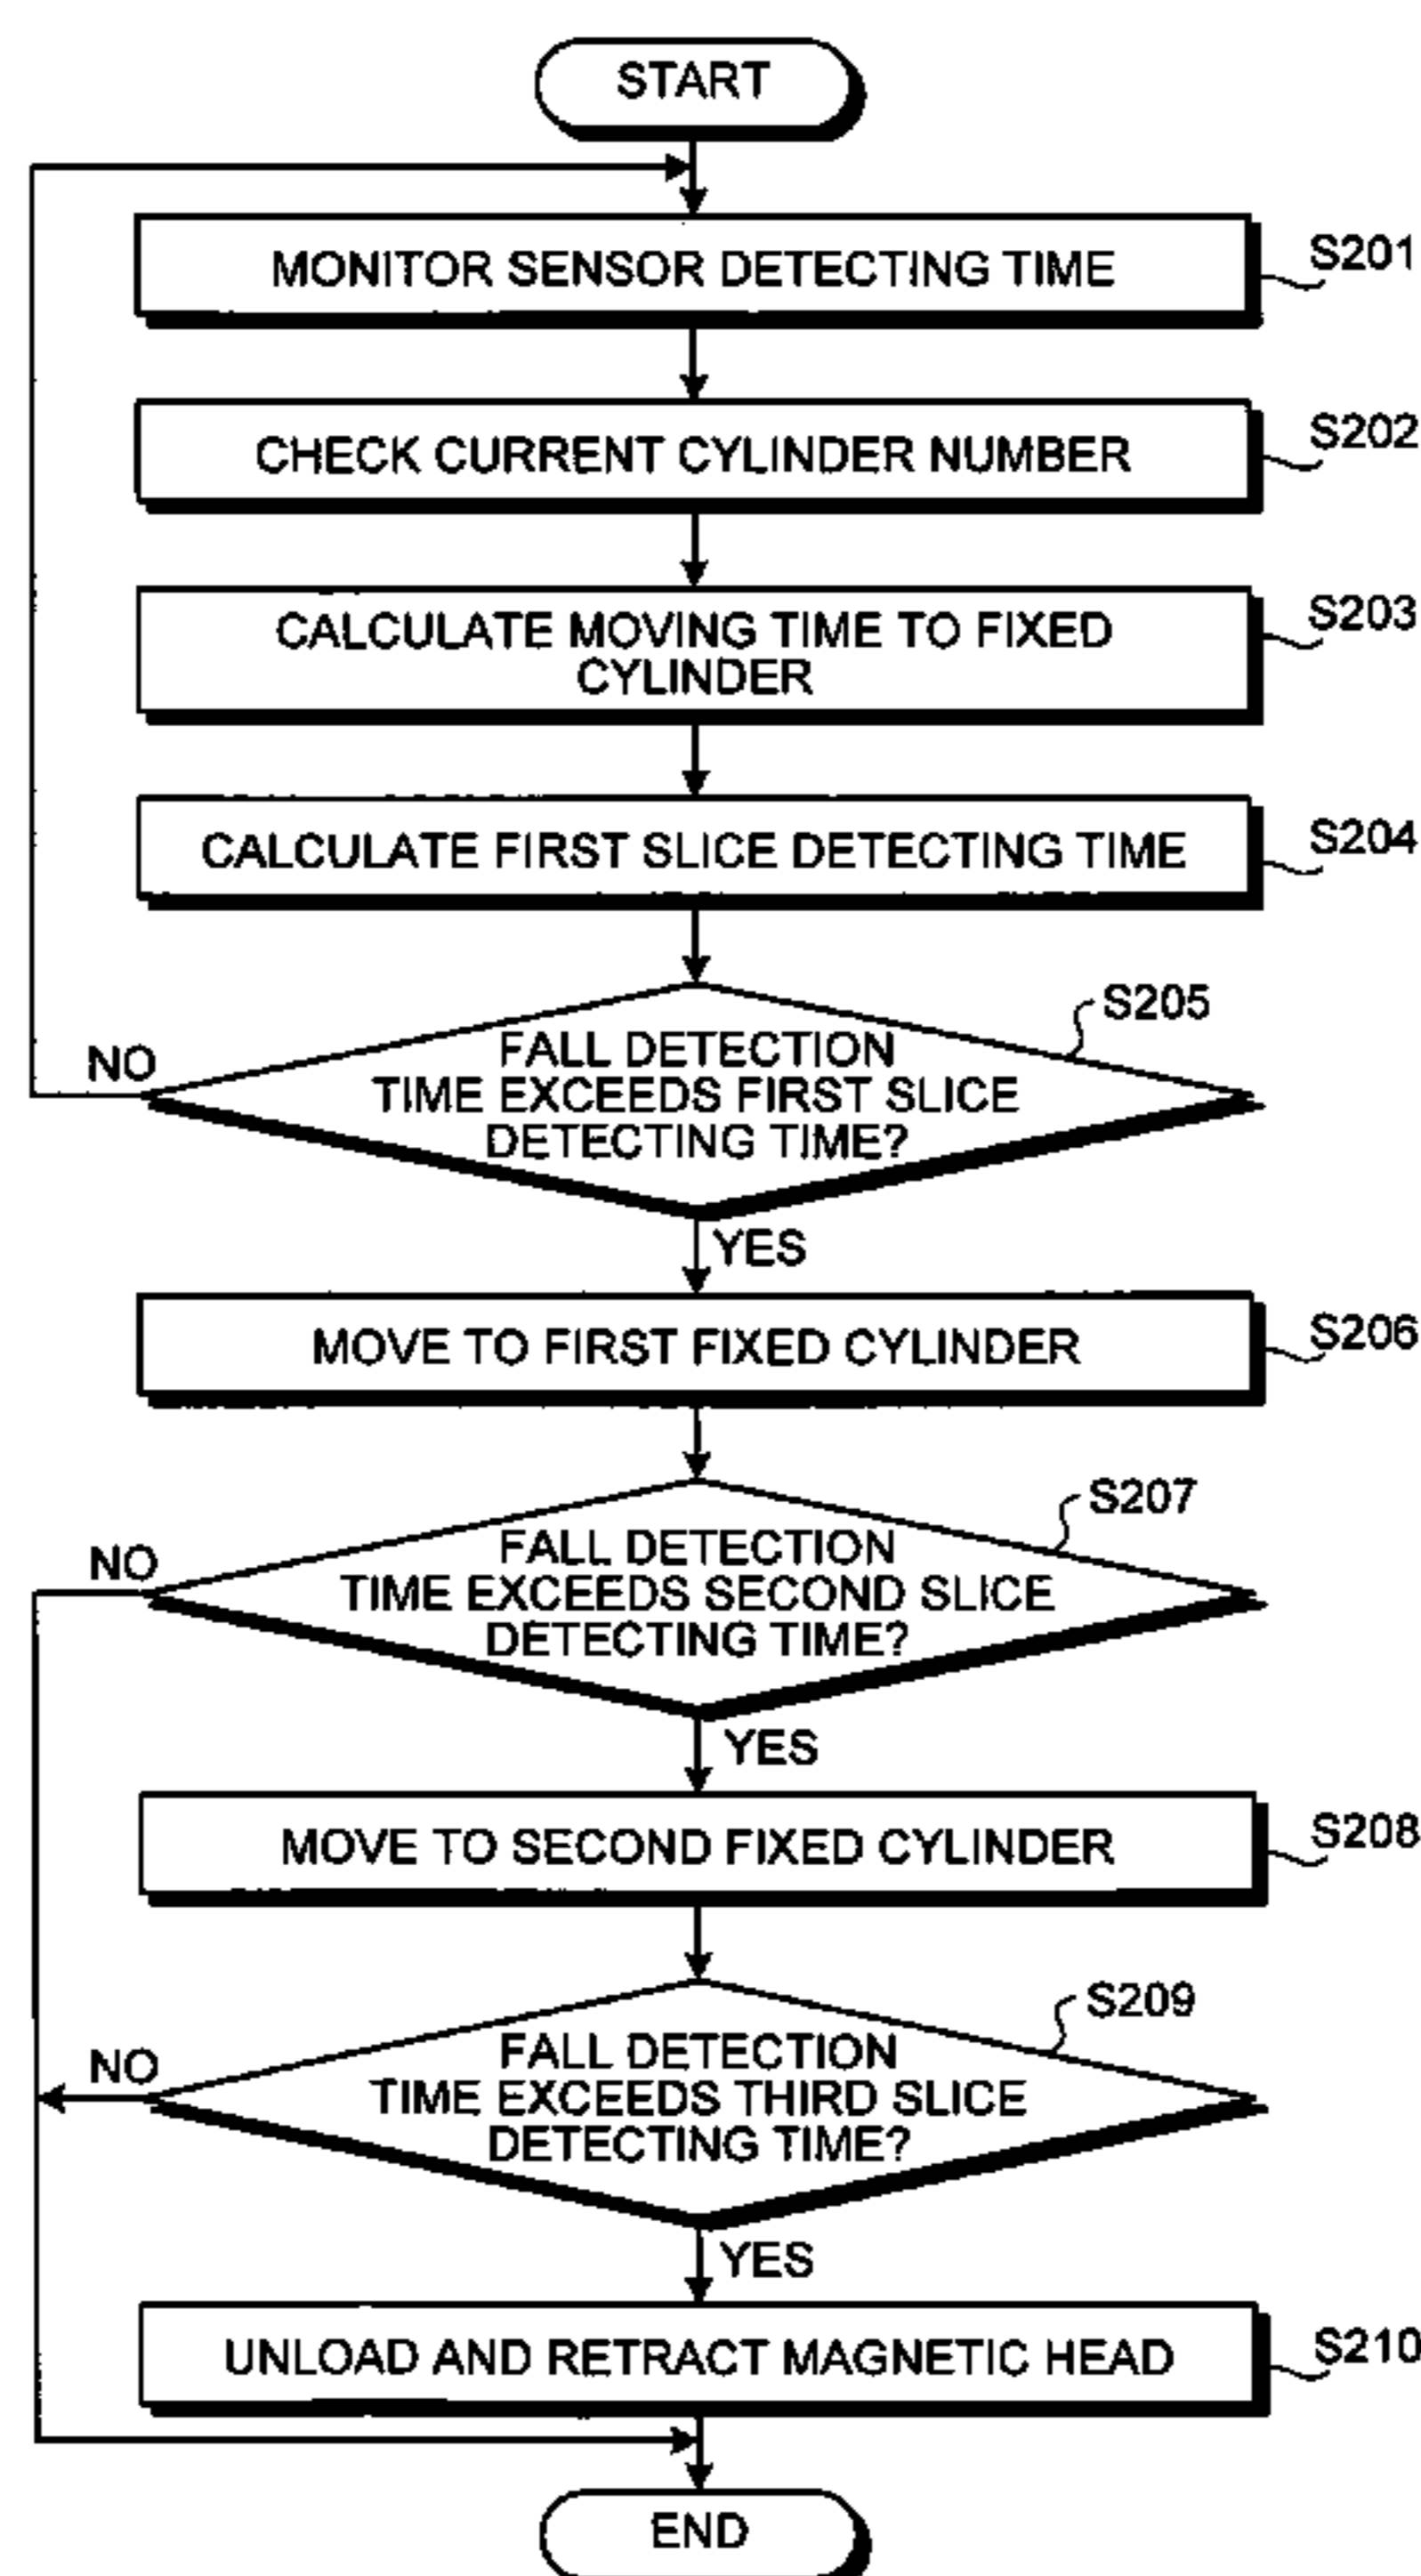 START
MONITOR SENSOR DETECTING TIME
S201
CHECK CURRENT CYLINDER NUMBER
S202
CALCULATE MOVING TIME TO FIXED
CYLINDER
S203
CALCULATE FIRST SLICE DETECTING TIME
S204
S205
FALL DETECTION
TIME EXCEEDS FIRST SLICE
DETECTING TIME?
NO
YES
MOVE TO FIRST FIXED CYLINDER
S206
S207
FALL DETECTION
TIME EXCEEDS SECOND SLICE
DETECTING TIME?
NO
YES
MOVE TO SECOND FIXED CYLINDER
S208
S209
FALL DETECTION
TIME EXCEEDS THIRD SLICE
DETECTING TIME?
NO
YES
UNLOAD AND RETRACT MAGNETIC HEAD
S210
END